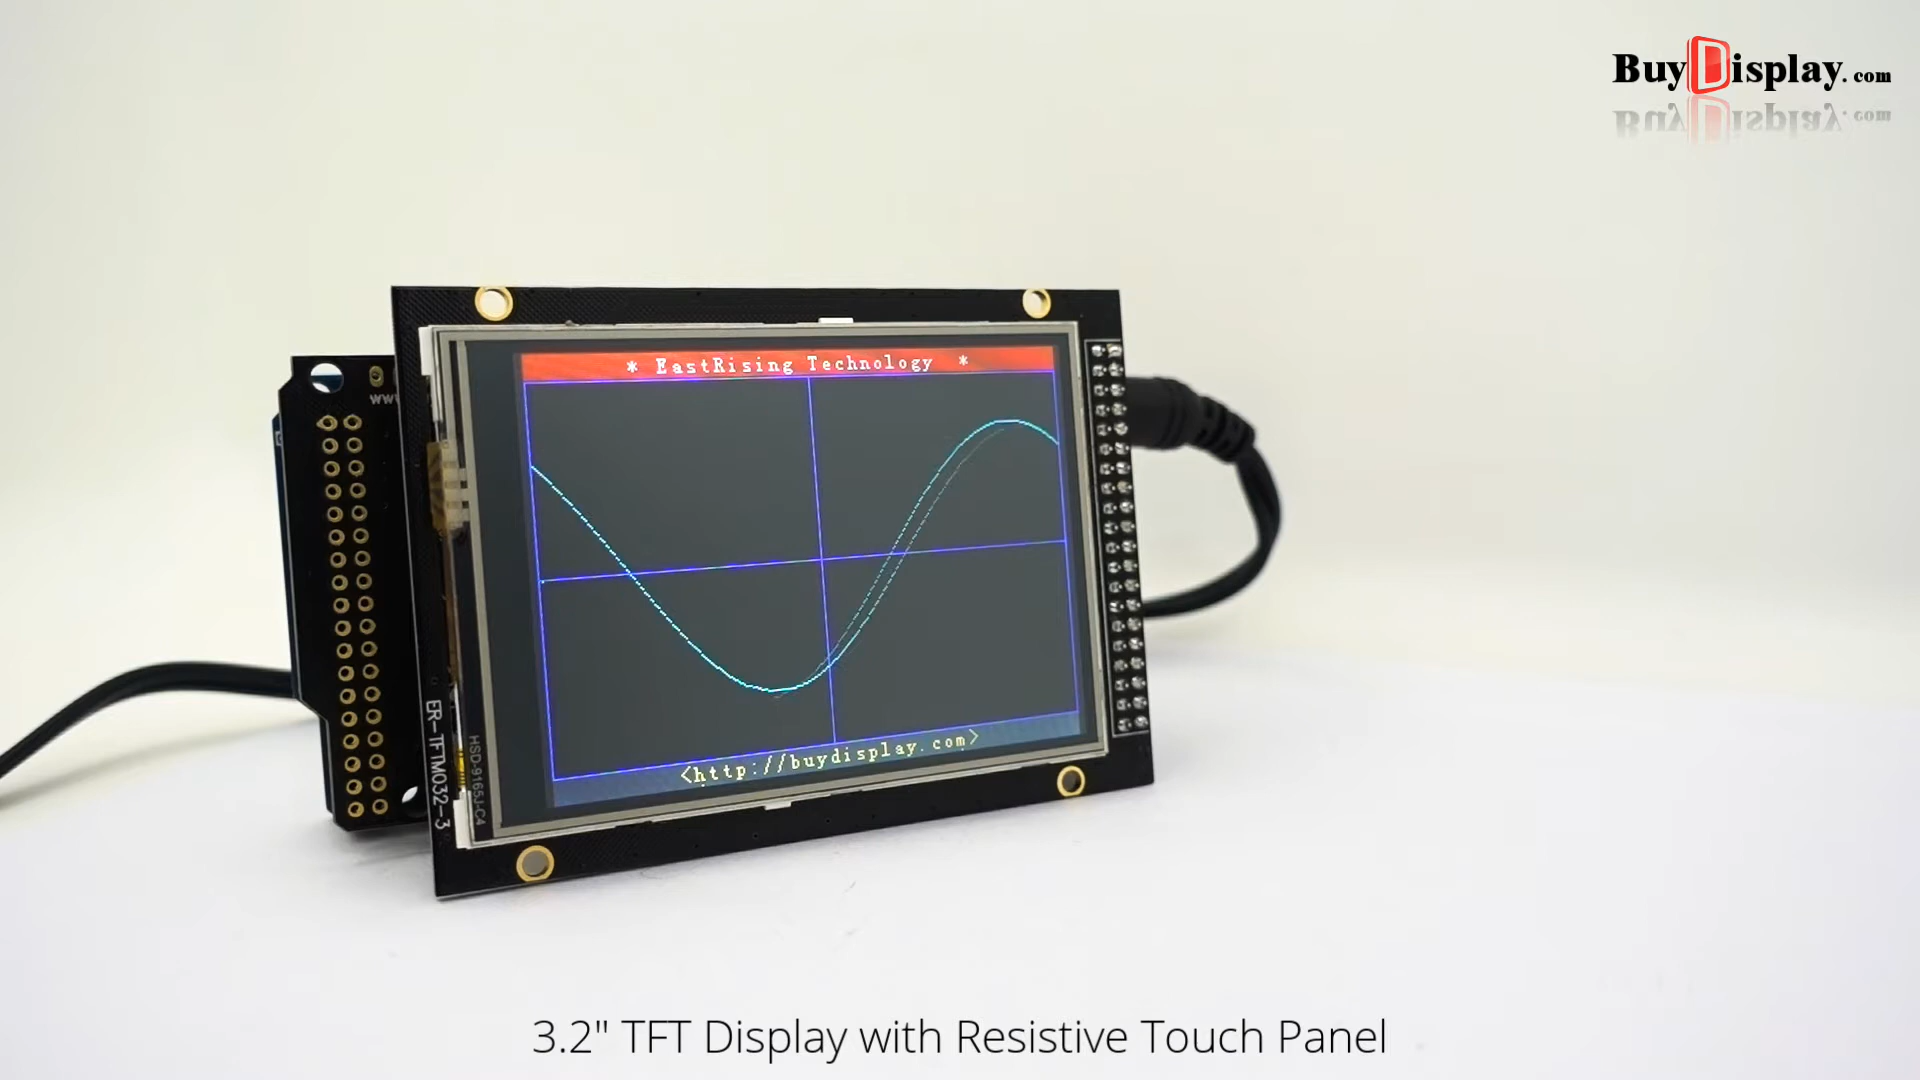 BuyDisplay.com
* EastRising Technology *
www
ER-TFTM032-3
HSD-9165J-C4
<http://buydisplay.com>
3.2" TFT Display with Resistive Touch Panel